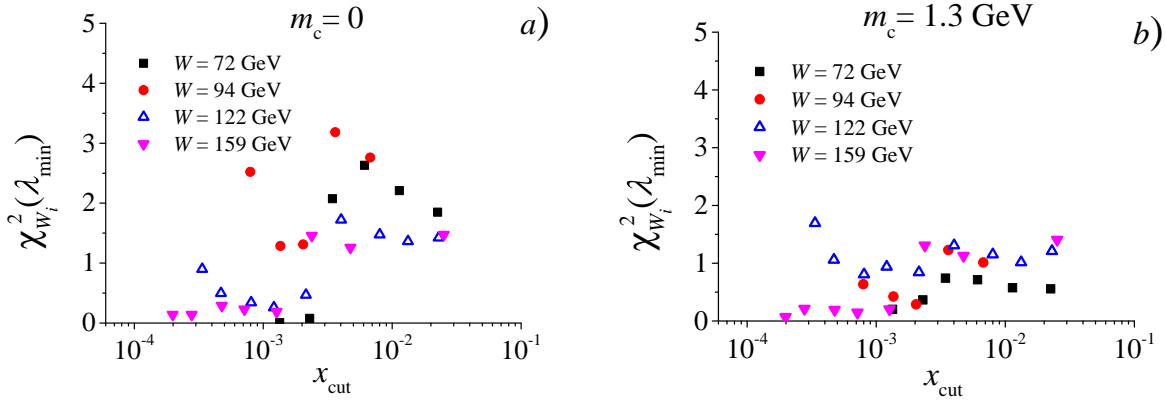 m_c = 0
a)
5
4
3
2
1
0
W = 72 GeV
W = 94 GeV
W = 122 GeV
W = 159 GeV
χ²_{W_i}(λ_min)
10⁻⁴ 10⁻³ 10⁻² 10⁻¹
x_cut
m_c = 1.3 GeV
b)
5
4
3
2
1
0
W = 72 GeV
W = 94 GeV
W = 122 GeV
W = 159 GeV
χ²_{W_i}(λ_min)
10⁻⁴ 10⁻³ 10⁻² 10⁻¹
x_cut